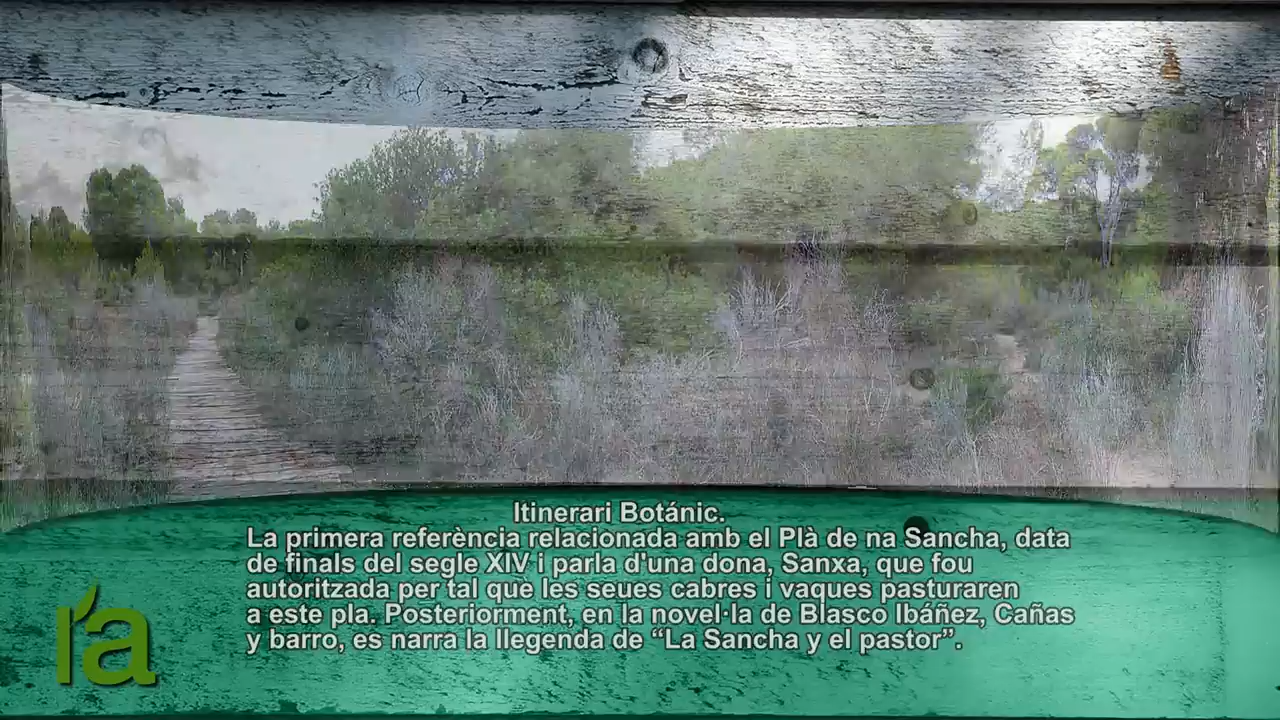 Itinerari Botánic.
La primera referència relacionada amb el Plà de na Sancha, data
de finals del segle XIV i parla d'una dona, Sanxa, que fou
autoritzada per tal que les seues cabres i vaques pasturaren
a este pla. Posteriorment, en la novel·la de Blasco Ibáñez, Cañas
y barro, es narra la llegenda de “La Sancha y el pastor”.
r'a